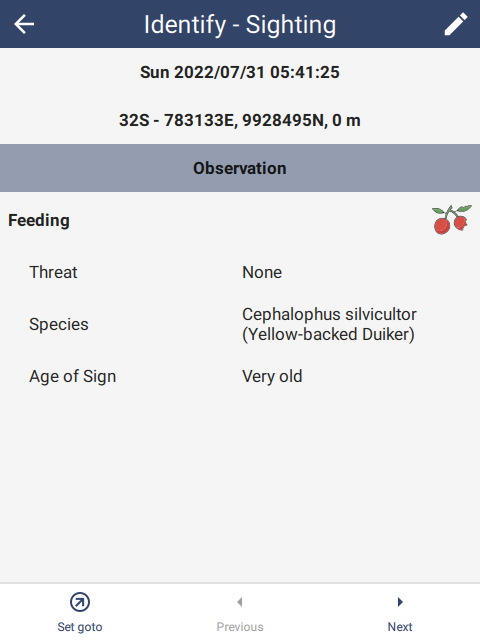 Identify - Sighting
Sun 2022/07/31 05:41:25
32S - 783133E, 9928495N, 0 m
Observation
Feeding
Threat
None
Species
Cephalophus silvicultor
(Yellow-backed Duiker)
Age of Sign
Very old
Set goto
Previous
Next